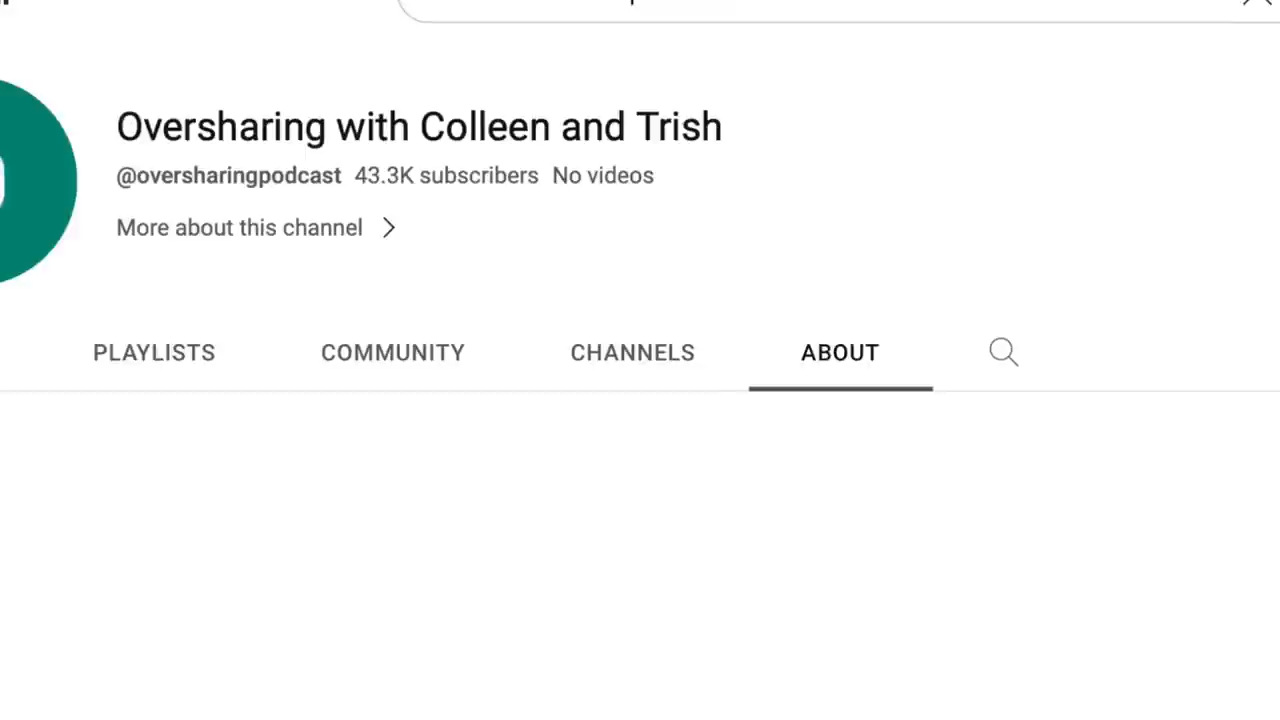 Oversharing with Colleen and Trish
@oversharingpodcast 43.3K subscribers No videos
More about this channel
PLAYLISTS COMMUNITY CHANNELS ABOUT